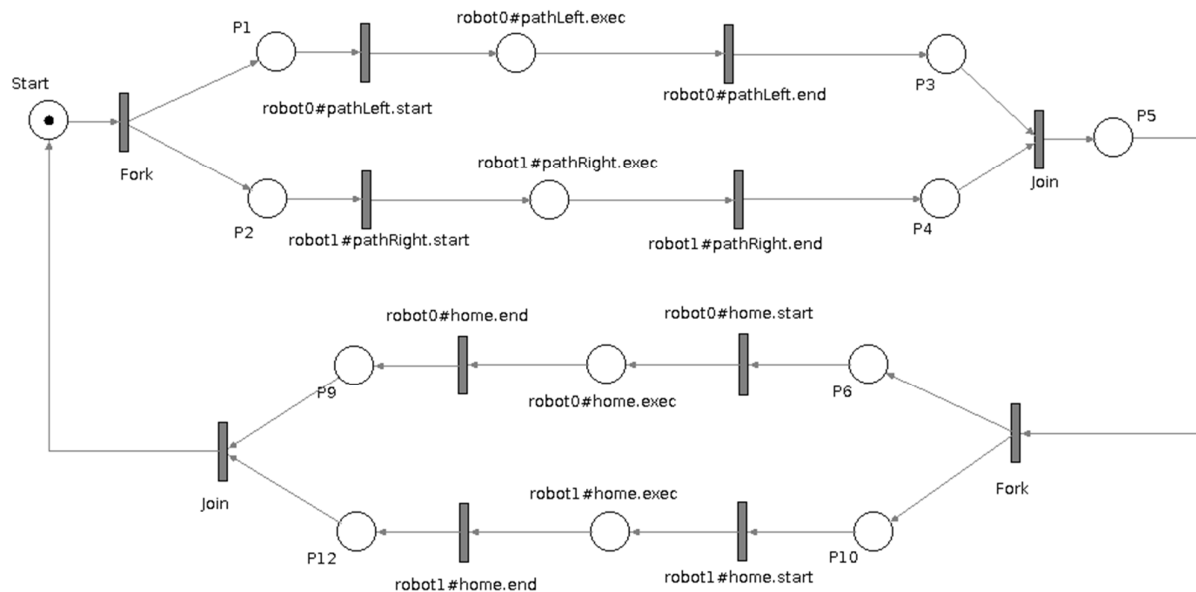 robot0#pathLeft.exec
P1
Start
robot0#pathLeft.start
robot0#pathLeft.end
P3
P5
Fork
robot1#pathRight.exec
Join
P2
robot1#pathRight.start
robot1#pathRight.end
P4
robot0#home.end
robot0#home.start
P9
robot0#home.exec
P6
Join
robot1#home.exec
Fork
P12
robot1#home.end
robot1#home.start
P10